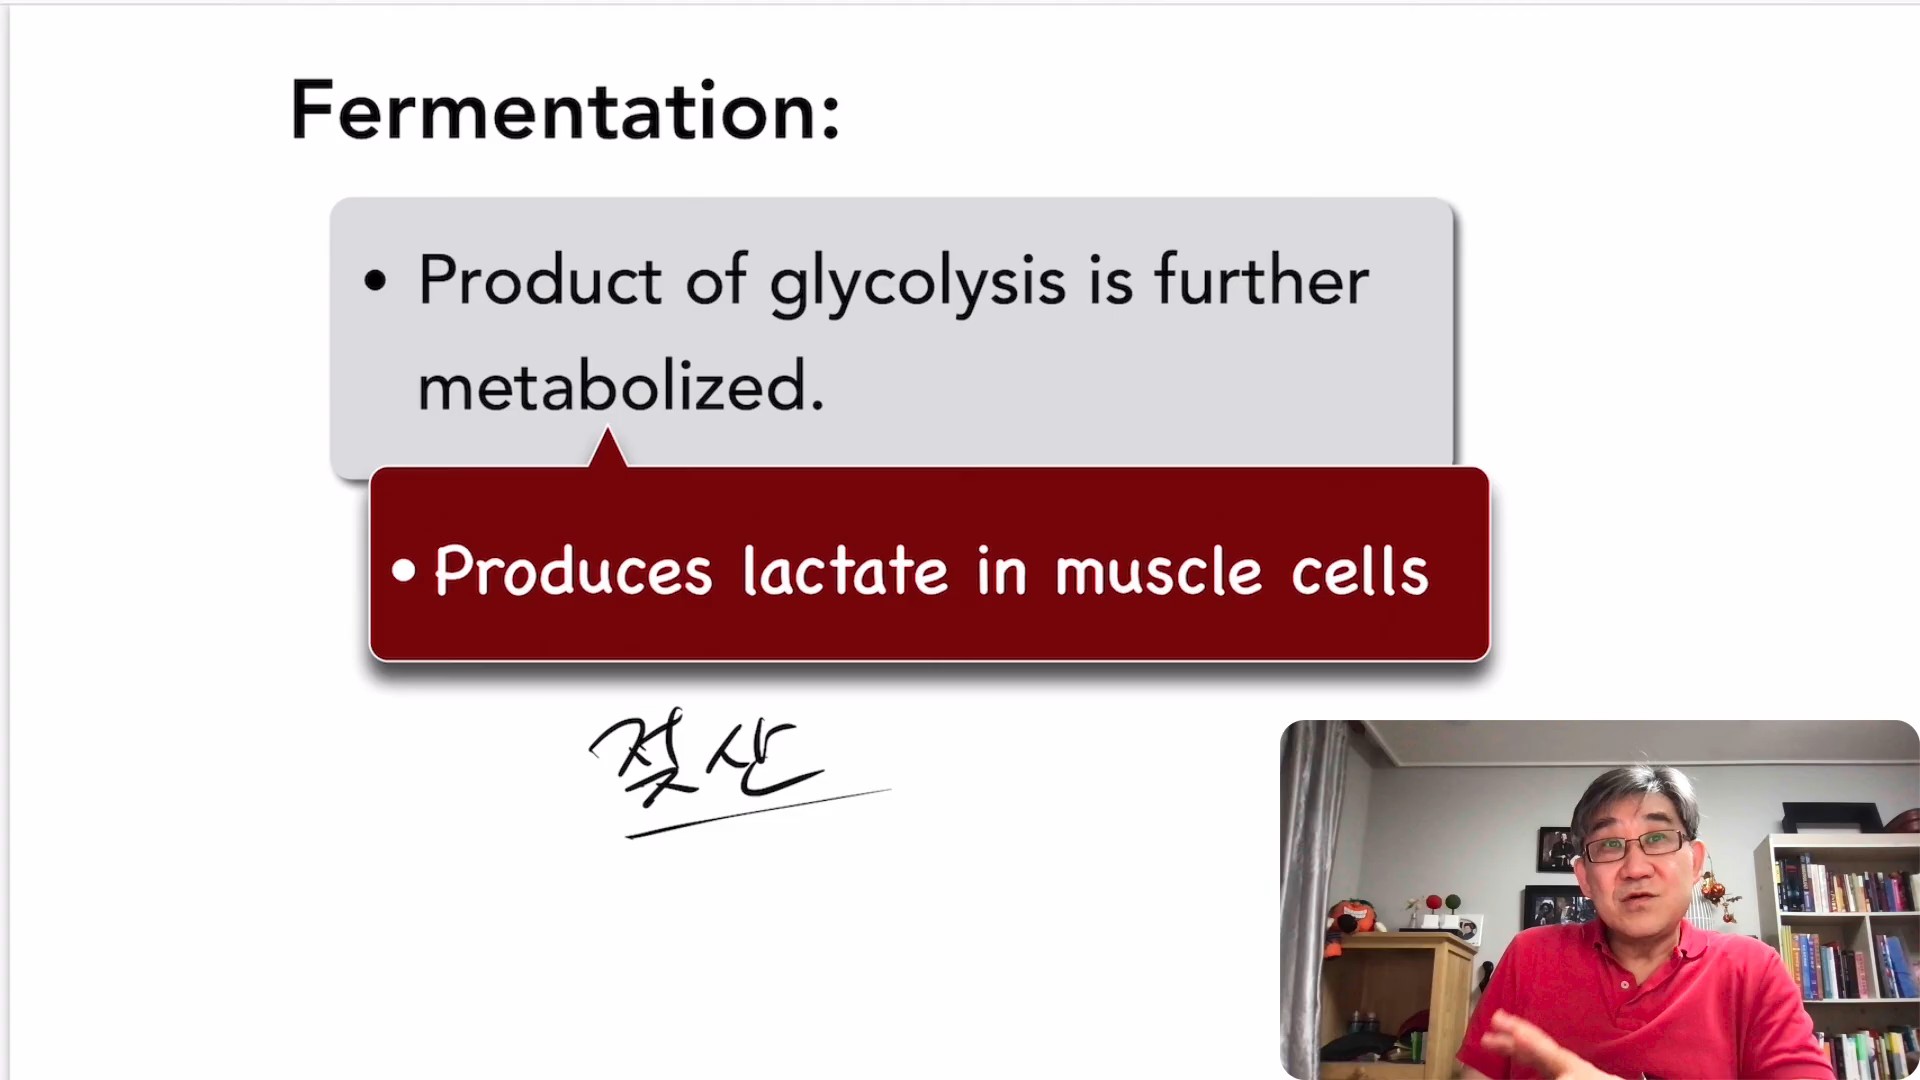 Fermentation:
• Product of glycolysis is further
metabolized.
• Produces lactate in muscle cells
젖산